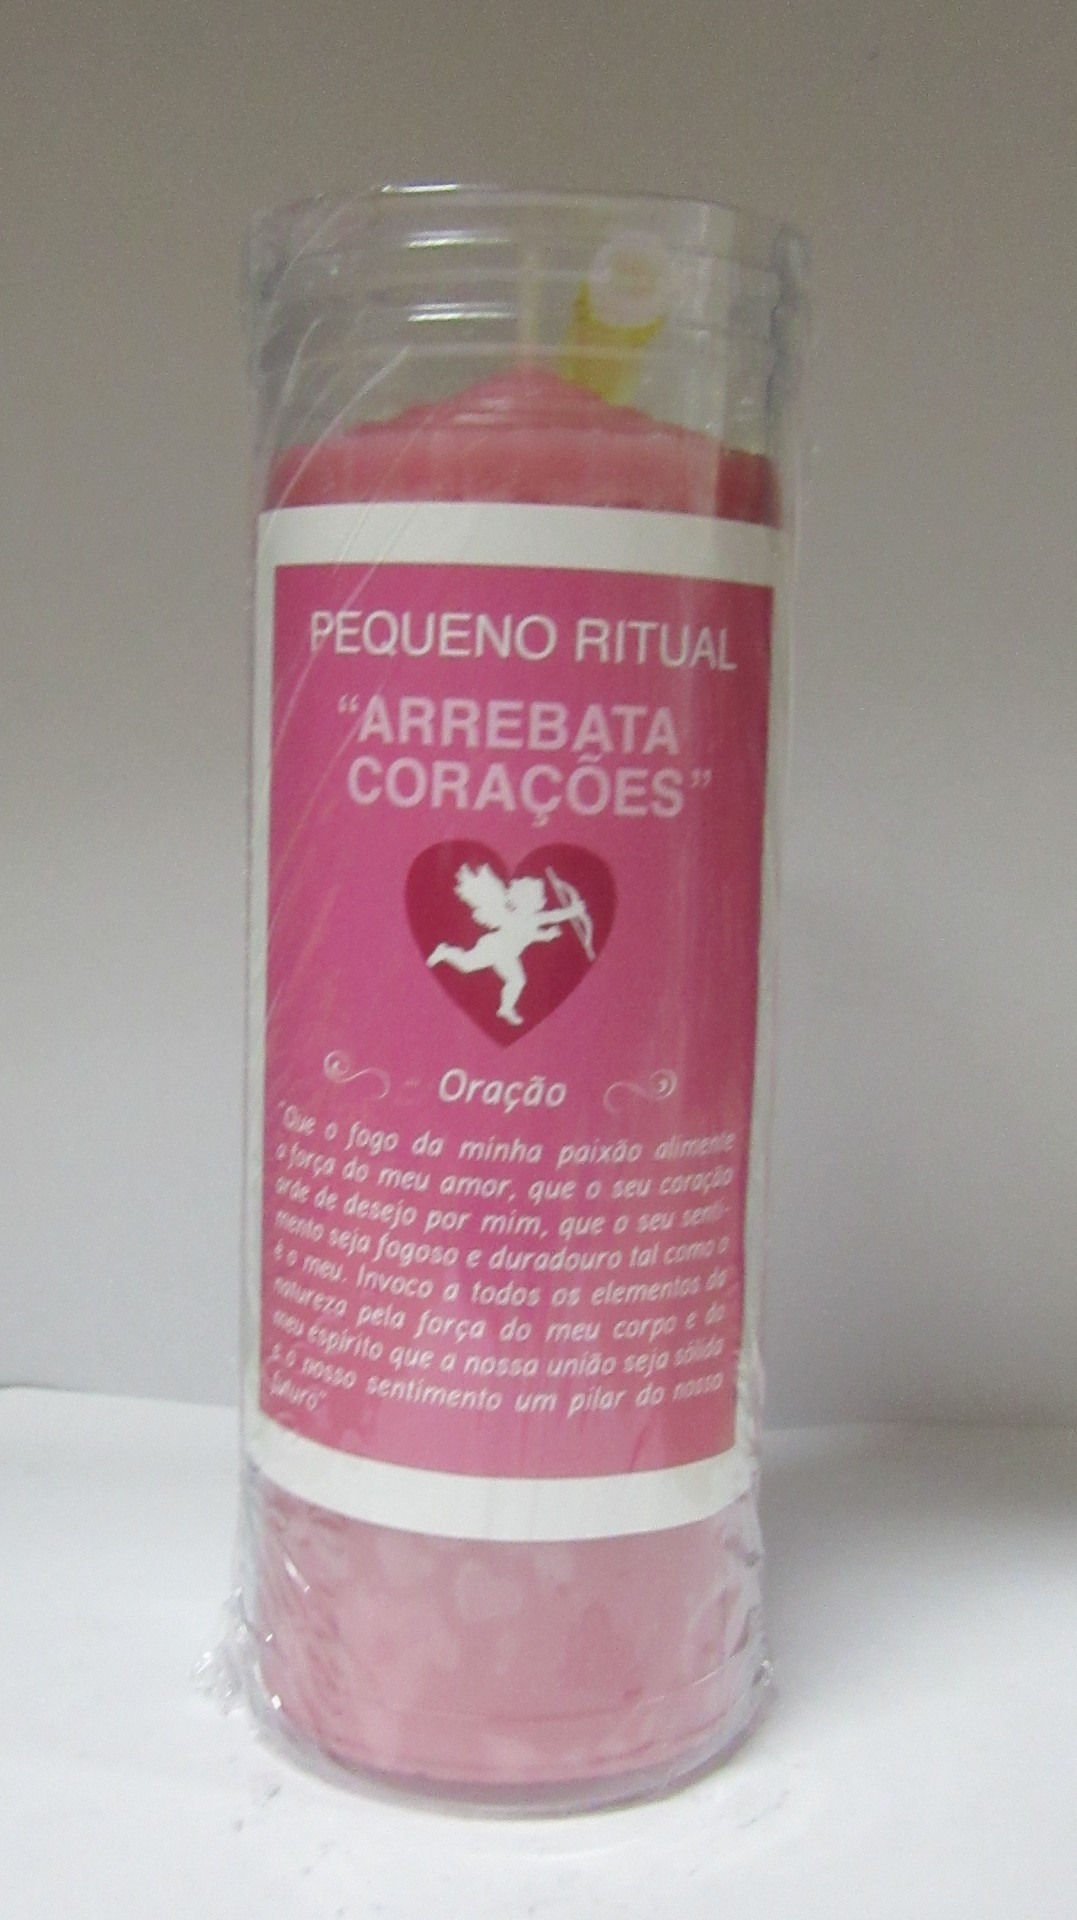 PEQUENO RITUAL
“ARREBATA
CORAÇÕES”
Oração
“Que o fogo da minha paixão alimente
a força do meu amor, que o seu coração
arde de desejo por mim, que o seu senti-
mento seja fogoso e duradouro tal como o
é o meu. Invoco a todos os elementos da
natureza pela força do meu corpo e do
meu espírito que a nossa união seja sólida
e o nosso sentimento um pilar do nosso
futuro”